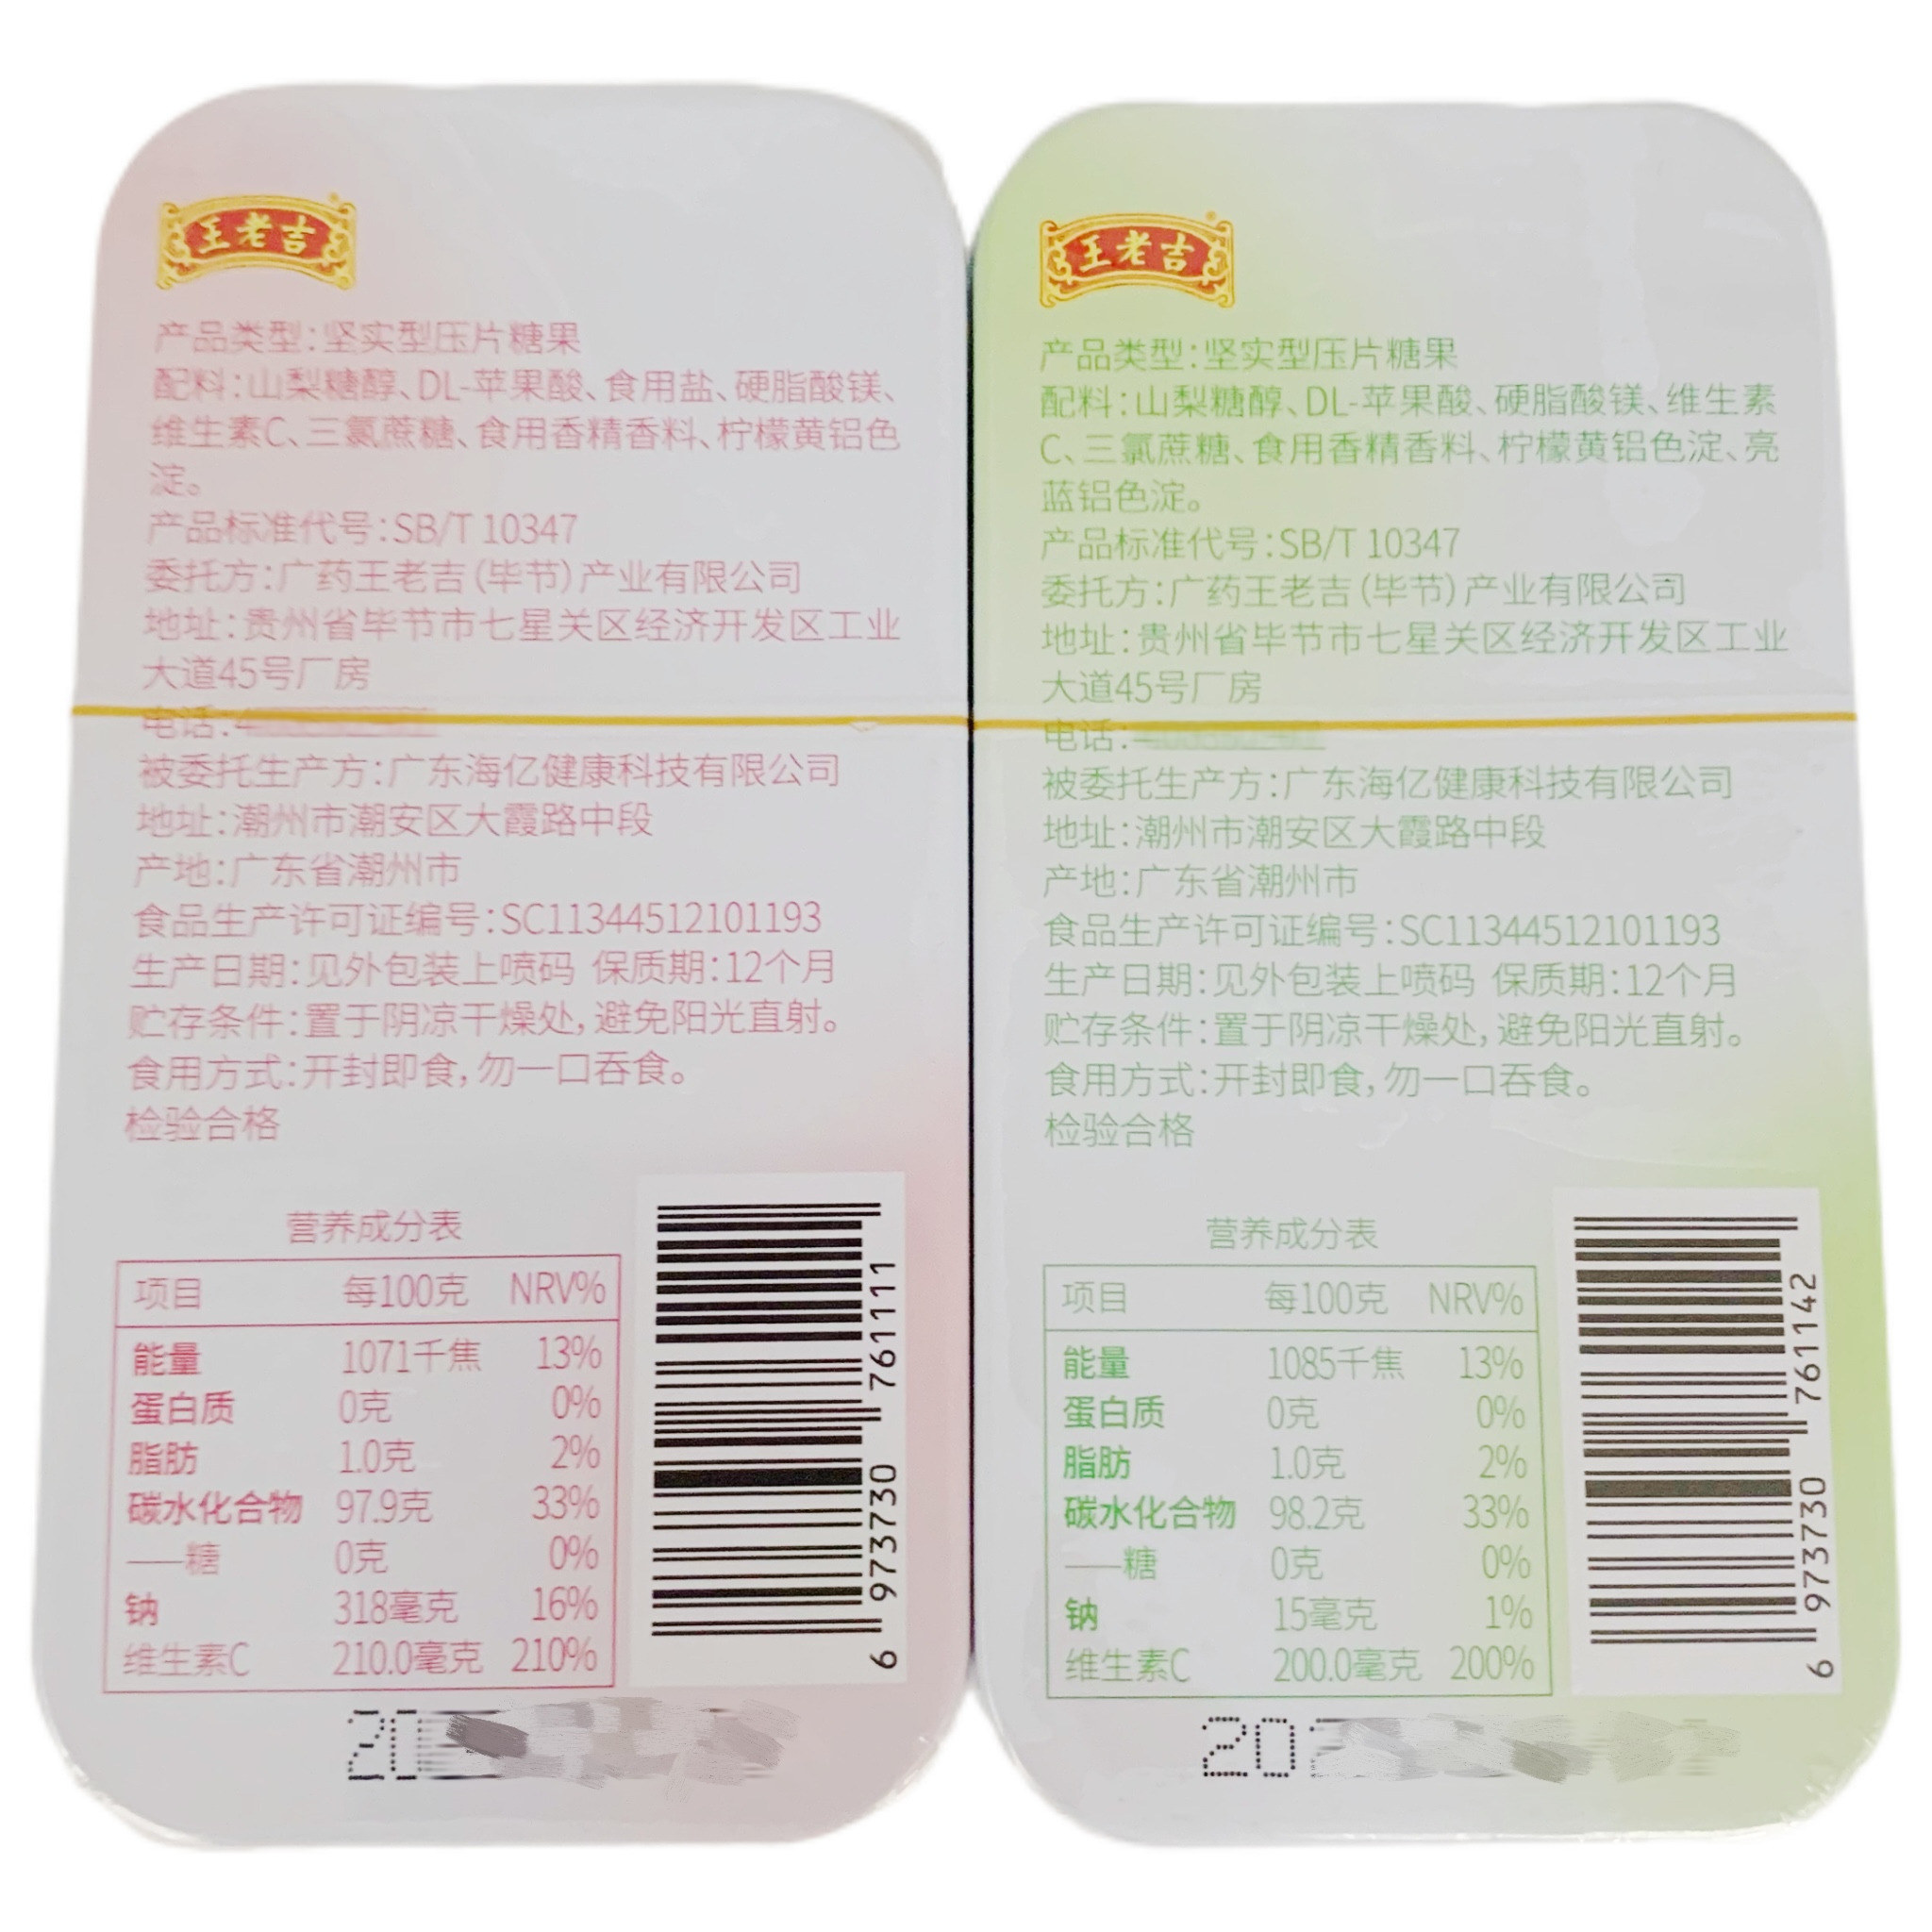 王老吉
产品类型:坚实型压片糖果
配料:山梨糖醇、DL-苹果酸、食用盐、硬脂酸镁、
维生素C、三氯蔗糖、食用香精香料、柠檬黄铝色
淀。
产品标准代号:SB/T 10347
委托方:广药王老吉(毕节)产业有限公司
地址:贵州省毕节市七星关区经济开发区工业
大道45号厂房
电话:
被委托生产方:广东海亿健康科技有限公司
地址:潮州市潮安区大霞路中段
产地:广东省潮州市
食品生产许可证编号:SC11344512101193
生产日期:见外包装上喷码 保质期:12个月
贮存条件:置于阴凉干燥处,避免阳光直射。
食用方式:开封即食,勿一口吞食。
检验合格
营养成分表
项目 每100克 NRV%
能量 1071千焦 13%
蛋白质 0克 0%
脂肪 1.0克 2%
碳水化合物 97.9克 33%
——糖 0克 0%
钠 318毫克 16%
维生素C 210.0毫克 210%
6 973730 761111
20
王老吉
产品类型:坚实型压片糖果
配料:山梨糖醇、DL-苹果酸、硬脂酸镁、维生素
C、三氯蔗糖、食用香精香料、柠檬黄铝色淀、亮
蓝铝色淀。
产品标准代号:SB/T 10347
委托方:广药王老吉(毕节)产业有限公司
地址:贵州省毕节市七星关区经济开发区工业
大道45号厂房
电话:
被委托生产方:广东海亿健康科技有限公司
地址:潮州市潮安区大霞路中段
产地:广东省潮州市
食品生产许可证编号:SC11344512101193
生产日期:见外包装上喷码 保质期:12个月
贮存条件:置于阴凉干燥处,避免阳光直射。
食用方式:开封即食,勿一口吞食。
检验合格
营养成分表
项目 每100克 NRV%
能量 1085千焦 13%
蛋白质 0克 0%
脂肪 1.0克 2%
碳水化合物 98.2克 33%
——糖 0克 0%
钠 15毫克 1%
维生素C 200.0毫克 200%
6 973730 761142
20